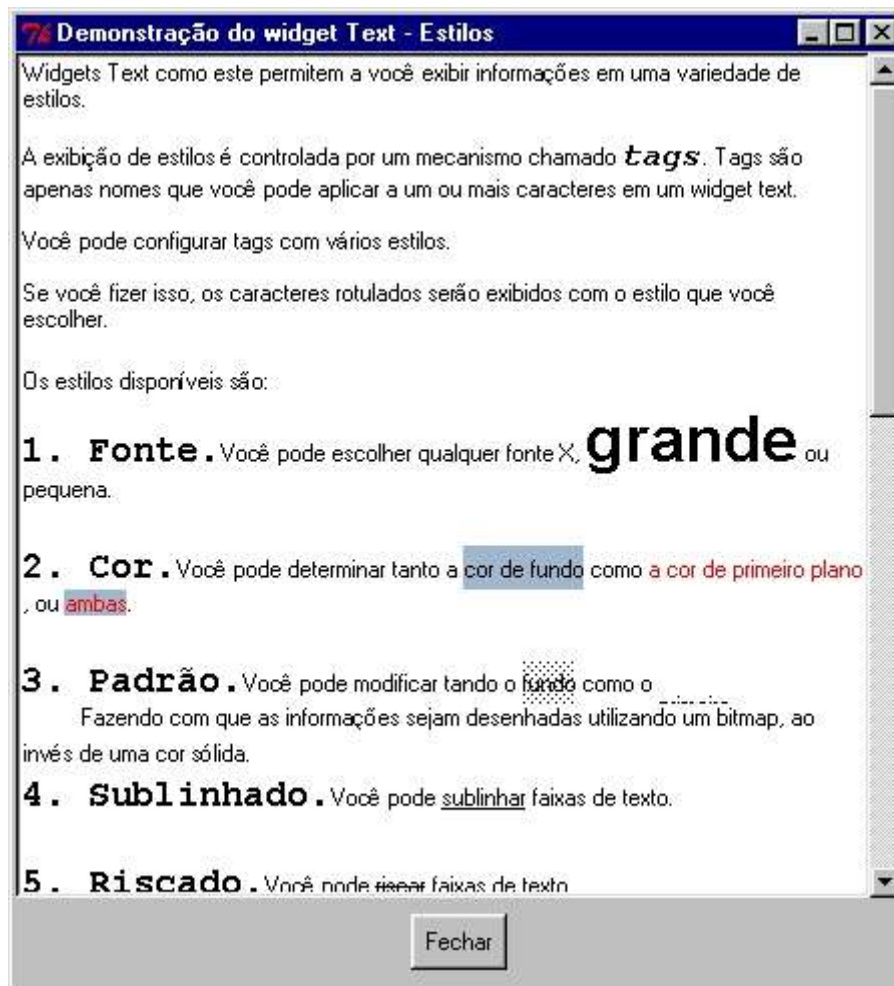 Demonstração do widget Text - Estilos
Widgets Text como este permitem a você exibir informações em uma variedade de
estilos.
A exibição de estilos é controlada por um mecanismo chamado tags. Tags são
apenas nomes que você pode aplicar a um ou mais caracteres em um widget text.
Você pode configurar tags com vários estilos.
Se você fizer isso, os caracteres rotulados serão exibidos com o estilo que você
escolher.
Os estilos disponíveis são:
1. Fonte. Você pode escolher qualquer fonte X, grande ou
pequena.
2. Cor. Você pode determinar tanto a cor de fundo como a cor de primeiro plano
, ou ambas.
3. Padrão. Você pode modificar tando o fundo como o
Fazendo com que as informações sejam desenhadas utilizando um bitmap, ao
invés de uma cor sólida.
4. Sublinhado. Você pode sublinhar faixas de texto.
5. Riscado. Você pode riscar faixas de texto
Fechar